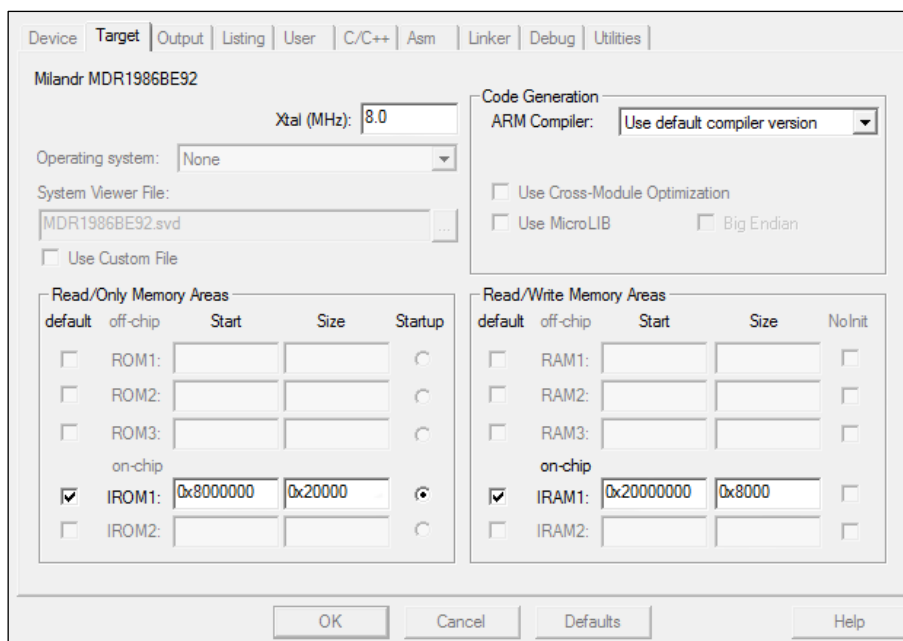 Device Target Output Listing User C/C++ Asm Linker Debug Utilities
Milandr MDR1986BE92
Xtal (MHz): 8.0
Operating system: None
System Viewer File:
MDR1986BE92.svd ...
Use Custom File
Code Generation
ARM Compiler: Use default compiler version
Use Cross-Module Optimization
Use MicroLIB Big Endian
Read/Only Memory Areas
default off-chip Start Size Startup
ROM1:
ROM2:
ROM3:
on-chip
IROM1: 0x8000000 0x20000
IROM2:
Read/Write Memory Areas
default off-chip Start Size NoInit
RAM1:
RAM2:
RAM3:
on-chip
IRAM1: 0x20000000 0x8000
IRAM2:
OK Cancel Defaults Help